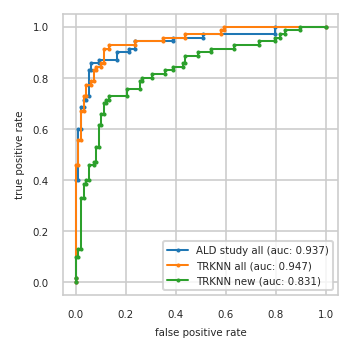 1.0
0.8
0.6
0.4
0.2
0.0
true positive rate
ALD study all (auc: 0.937)
TRKNN all (auc: 0.947)
TRKNN new (auc: 0.831)
0.0 0.2 0.4 0.6 0.8 1.0
false positive rate